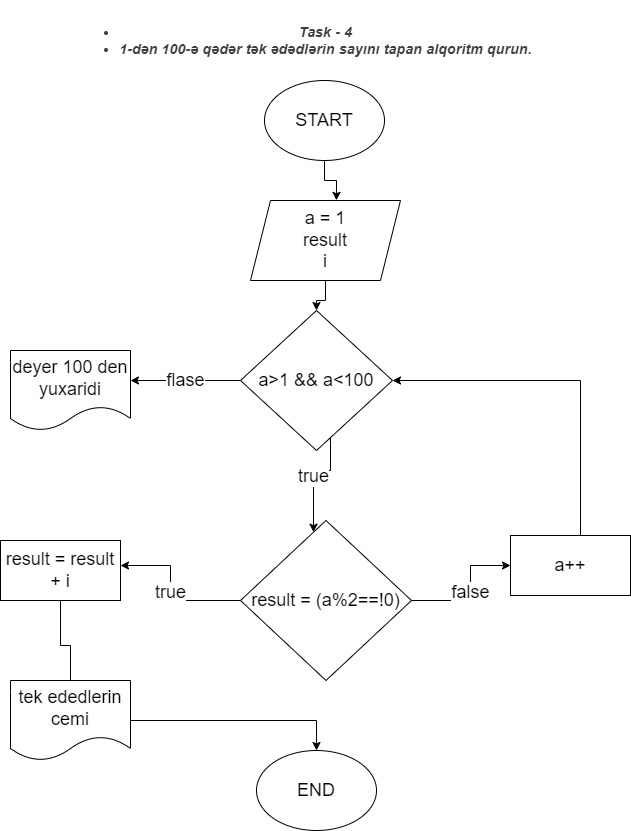 Task - 4
1-dən 100-ə qədər tək ədədlərin sayını tapan alqoritm qurun.
START
a = 1
result
i
deyer 100 den
yuxaridi
flase
a>1 && a<100
true
result = result
+ i
true
result = (a%2==!0)
false
a++
tek ededlerin
cemi
END